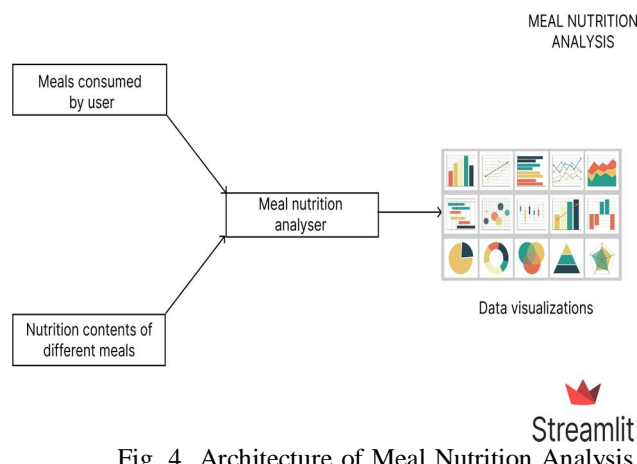 MEAL NUTRITION
ANALYSIS
Meals consumed
by user
Meal nutrition
analyser
Nutrition contents of
different meals
Data visualizations
Streamlit
Fig. 4. Architecture of Meal Nutrition Analysis